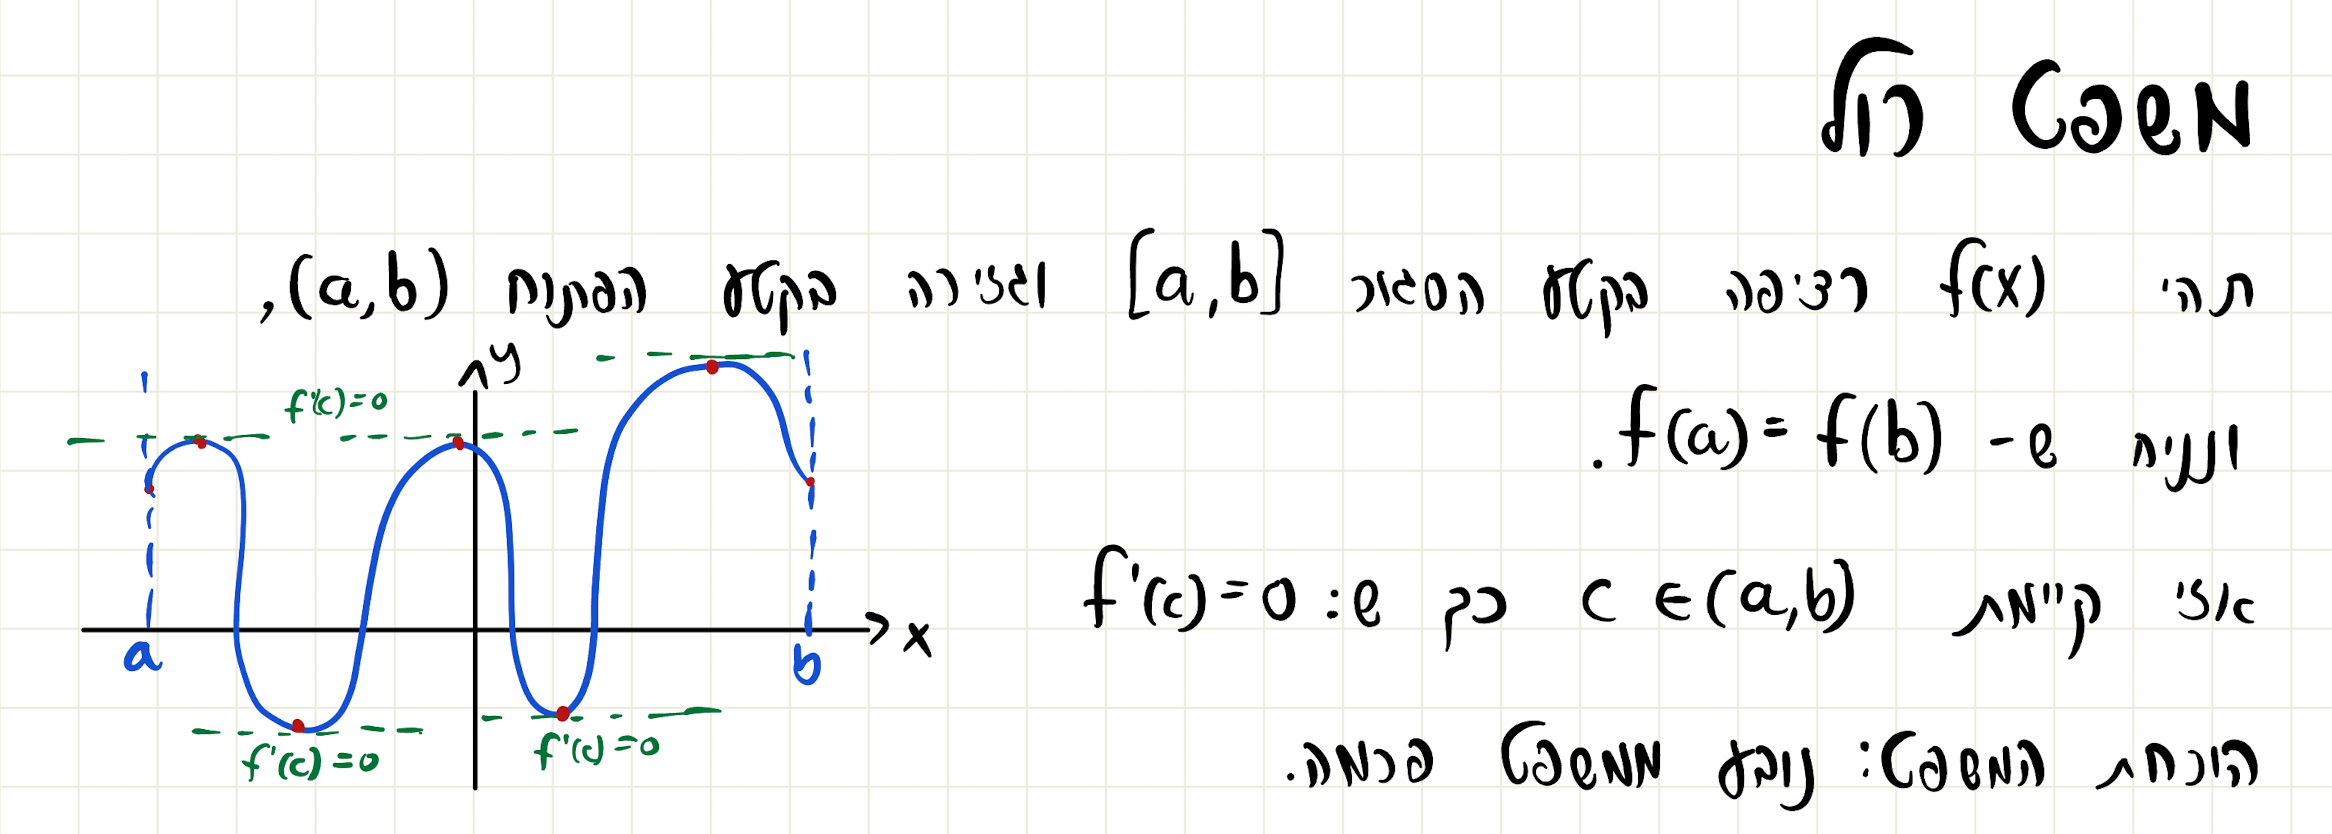 משפט רול
תהי f(x) רציפה בקטע הסגור [a,b] וגזירה בקטע הפתוח (a,b),
ונניח ש- f(a) = f(b).
אזי קיימת c ∈ (a,b) כך ש: f'(c) = 0
הוכחת המשפט: נובע ממשפט פרמה.
y
f'(c)=0
x
a
b
f'(c)=0
f'(c)=0